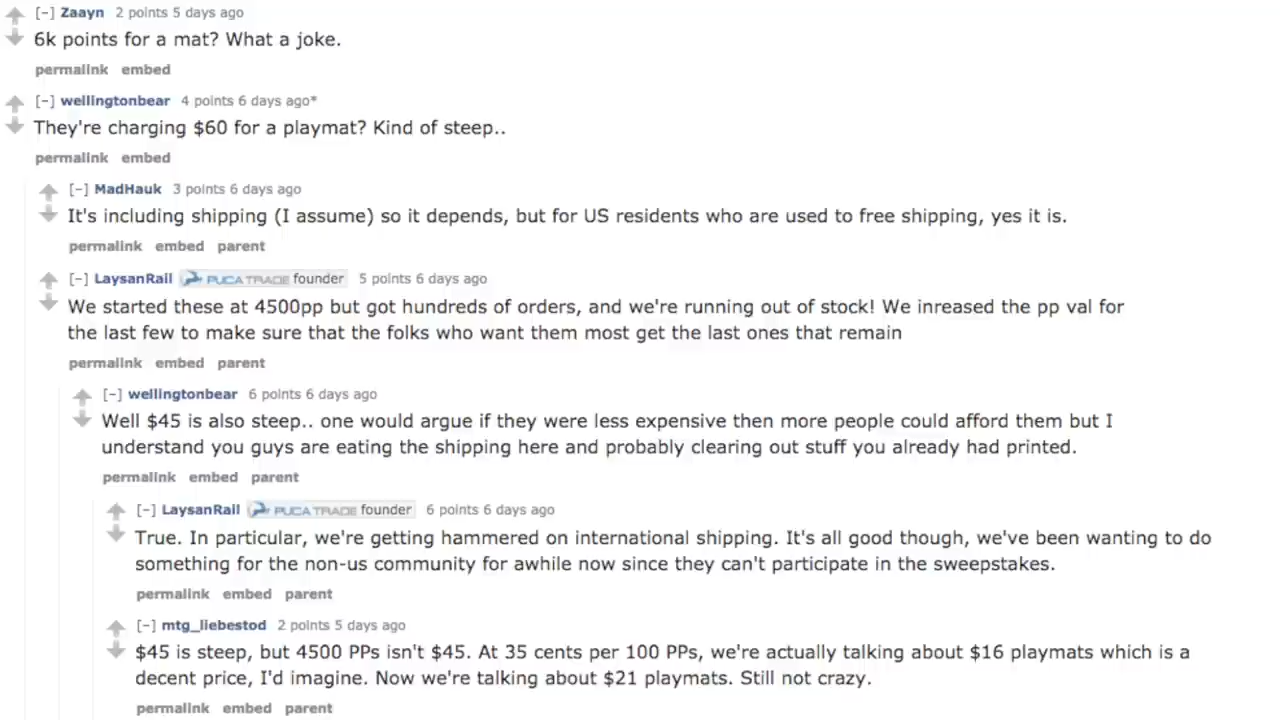 [-] Zaayn 2 points 5 days ago
6k points for a mat? What a joke.
permalink embed
[-] wellingtonbear 4 points 6 days ago*
They're charging $60 for a playmat? Kind of steep..
permalink embed
[-] MadHauk 3 points 6 days ago
It's including shipping (I assume) so it depends, but for US residents who are used to free shipping, yes it is.
permalink embed parent
[-] LaysanRail PUCATRADE founder 5 points 6 days ago
We started these at 4500pp but got hundreds of orders, and we're running out of stock! We inreased the pp val for
the last few to make sure that the folks who want them most get the last ones that remain
permalink embed parent
[-] wellingtonbear 6 points 6 days ago
Well $45 is also steep.. one would argue if they were less expensive then more people could afford them but I
understand you guys are eating the shipping here and probably clearing out stuff you already had printed.
permalink embed parent
[-] LaysanRail PUCATRADE founder 6 points 6 days ago
True. In particular, we're getting hammered on international shipping. It's all good though, we've been wanting to do
something for the non-us community for awhile now since they can't participate in the sweepstakes.
permalink embed parent
[-] mtg_liebestod 2 points 5 days ago
$45 is steep, but 4500 PPs isn't $45. At 35 cents per 100 PPs, we're actually talking about $16 playmats which is a
decent price, I'd imagine. Now we're talking about $21 playmats. Still not crazy.
permalink embed parent